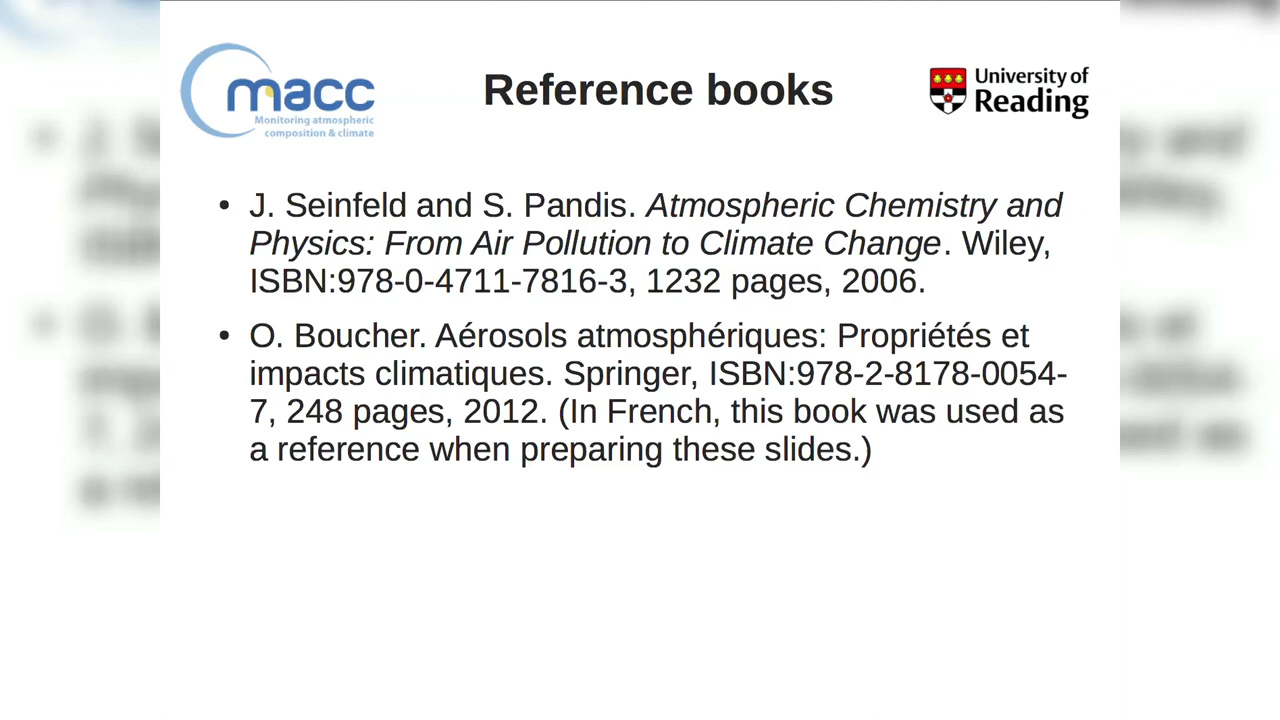 macc
Monitoring atmospheric
composition & climate
Reference books
University of
Reading
• J. Seinfeld and S. Pandis. Atmospheric Chemistry and
Physics: From Air Pollution to Climate Change. Wiley,
ISBN:978-0-4711-7816-3, 1232 pages, 2006.
• O. Boucher. Aérosols atmosphériques: Propriétés et
impacts climatiques. Springer, ISBN:978-2-8178-0054-
7, 248 pages, 2012. (In French, this book was used as
a reference when preparing these slides.)